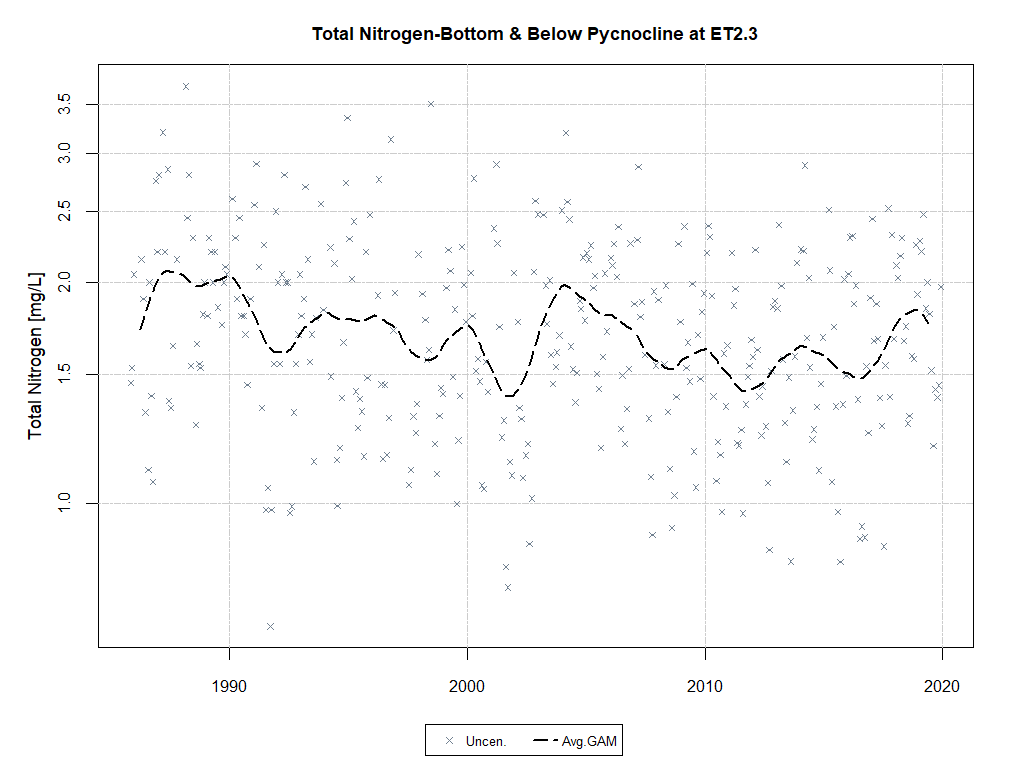 Total Nitrogen-Bottom & Below Pycnocline at ET2.3
Total Nitrogen [mg/L]
3.5
3.0
2.5
2.0
1.5
1.0
1990
2000
2010
2020
Uncen.
Avg.GAM